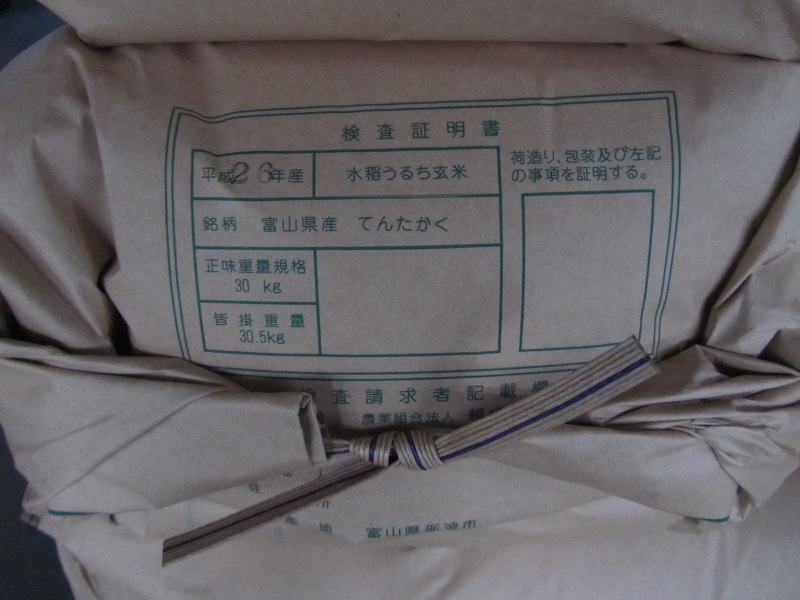 検査証明書
平成26年産 水稲うるち玄米
銘柄 富山県産 てんたかく
正味重量規格
30 kg
皆掛重量
30.5kg
荷造り、包装及び左記
の事項を証明する。
検査請求者記載欄
農業組合法人
地 富山県砺波市